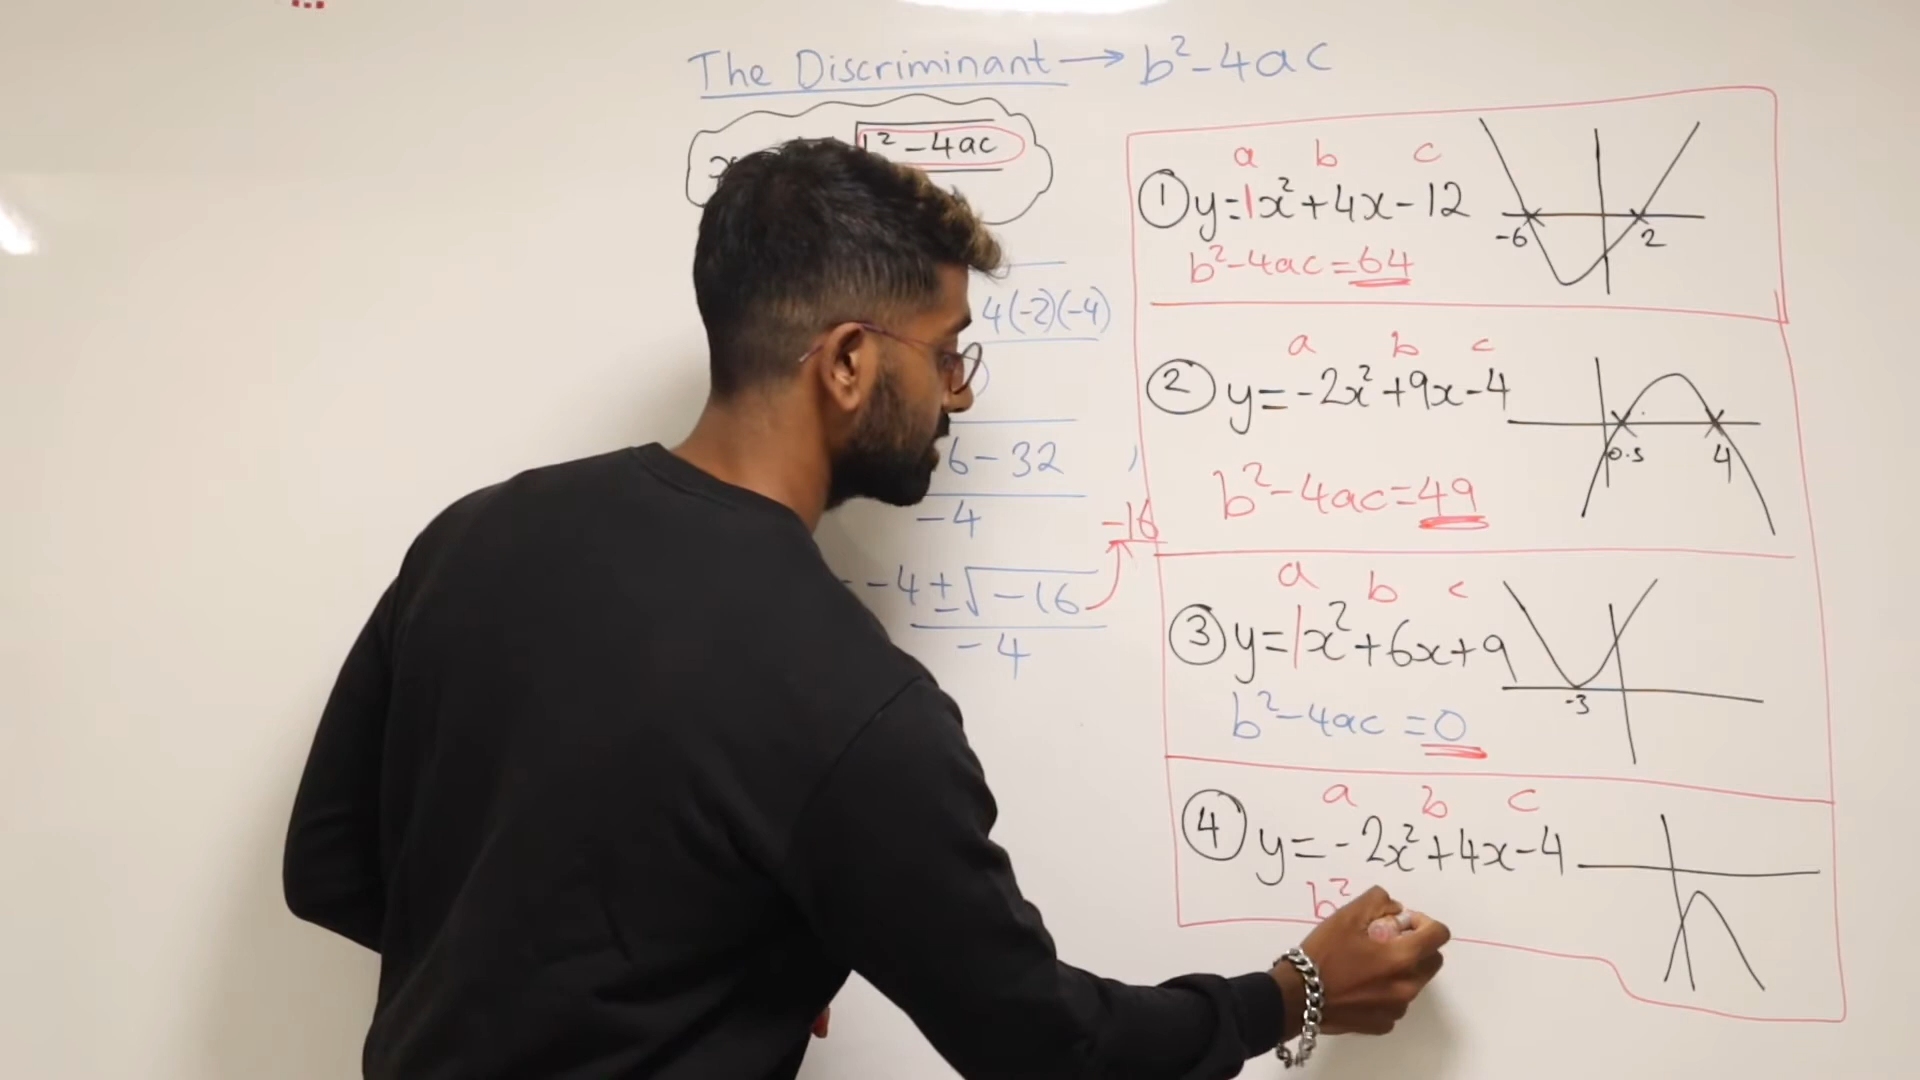 The Discriminant → b²-4ac
²-4ac
4(-2)(-4)
6-32
-4
-16
-4±√-16
-4
a b c
① y=1x²+4x-12
b²-4ac=64
-6 2
a b c
② y=-2x²+9x-4
b²-4ac=49
0.5 4
a b c
③ y=1x²+6x+9
b²-4ac=0
-3
a b c
④ y=-2x²+4x-4
b²